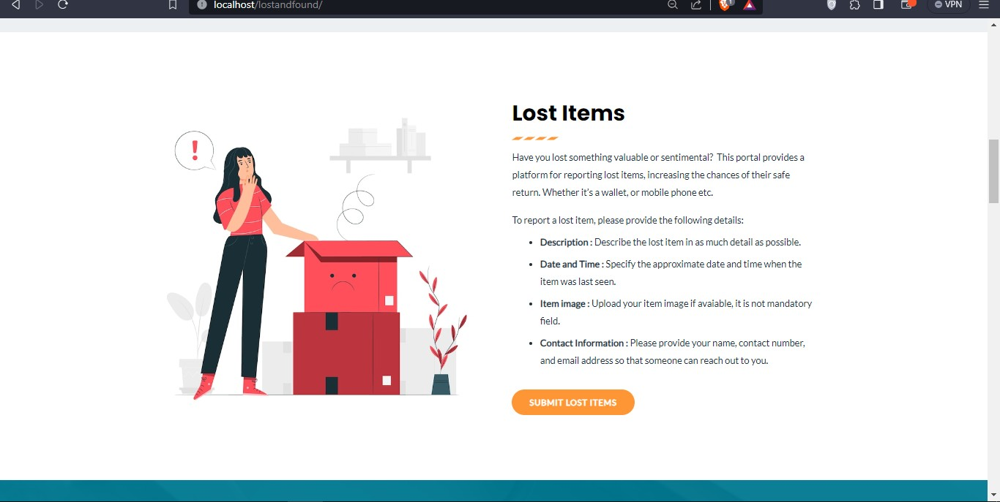 localhost/lostandfound/
1
VPN
!
Lost Items
Have you lost something valuable or sentimental? This portal provides a
platform for reporting lost items, increasing the chances of their safe
return. Whether it's a wallet, or mobile phone etc.
To report a lost item, please provide the following details:
• Description : Describe the lost item in as much detail as possible.
• Date and Time : Specify the approximate date and time when the
item was last seen.
• Item image : Upload your item image if avaiable, it is not mandatory
field.
• Contact Information : Please provide your name, contact number,
and email address so that someone can reach out to you.
SUBMIT LOST ITEMS